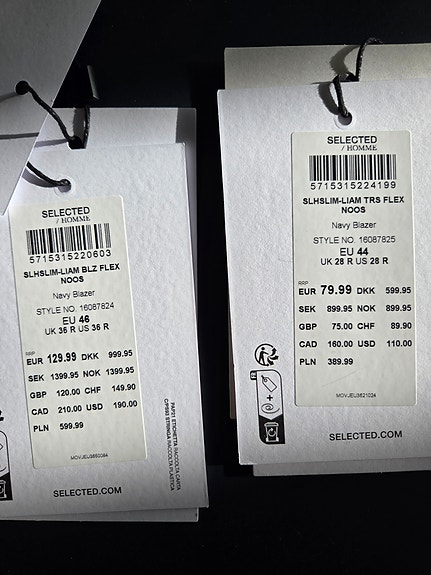 SELECTED
/ HOMME
5715315220603
SLHSLIM-LIAM BLZ FLEX
NOOS
Navy Blazer
STYLE NO. 16087824
EU 46
UK 36 R US 36 R
RRP
EUR 129.99 DKK 999.95
SEK 1399.95 NOK 1399.95
GBP 120.00 CHF 149.90
CAD 210.00 USD 190.00
PLN 599.99
PAP21 ETICHETTA RACCOLTA CARTA
SELECTED.COM
SELECTED
/ HOMME
5715315224199
SLHSLIM-LIAM TRS FLEX
NOOS
Navy Blazer
STYLE NO. 16087825
EU 44
UK 28 R US 28 R
RRP
EUR 79.99 DKK 599.95
SEK 899.95 NOK 899.95
GBP 75.00 CHF 89.90
CAD 160.00 USD 110.00
PLN 389.99
MOVJEU3621024
SELECTED.COM